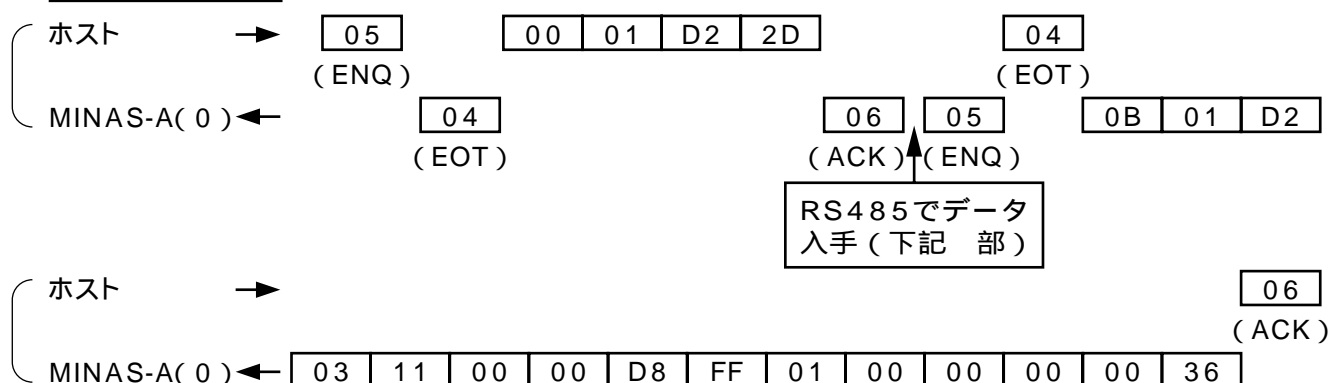 ホスト 05 00 01 D2 2D 04
(ENQ) (EOT)
MINAS-A(0) 04 06 05 0B 01 D2
(EOT) (ACK) (ENQ)
RS485でデータ
入手(下記 部)
ホスト 06
(ACK)
MINAS-A(0) 03 11 00 00 D8 FF 01 00 00 00 00 36